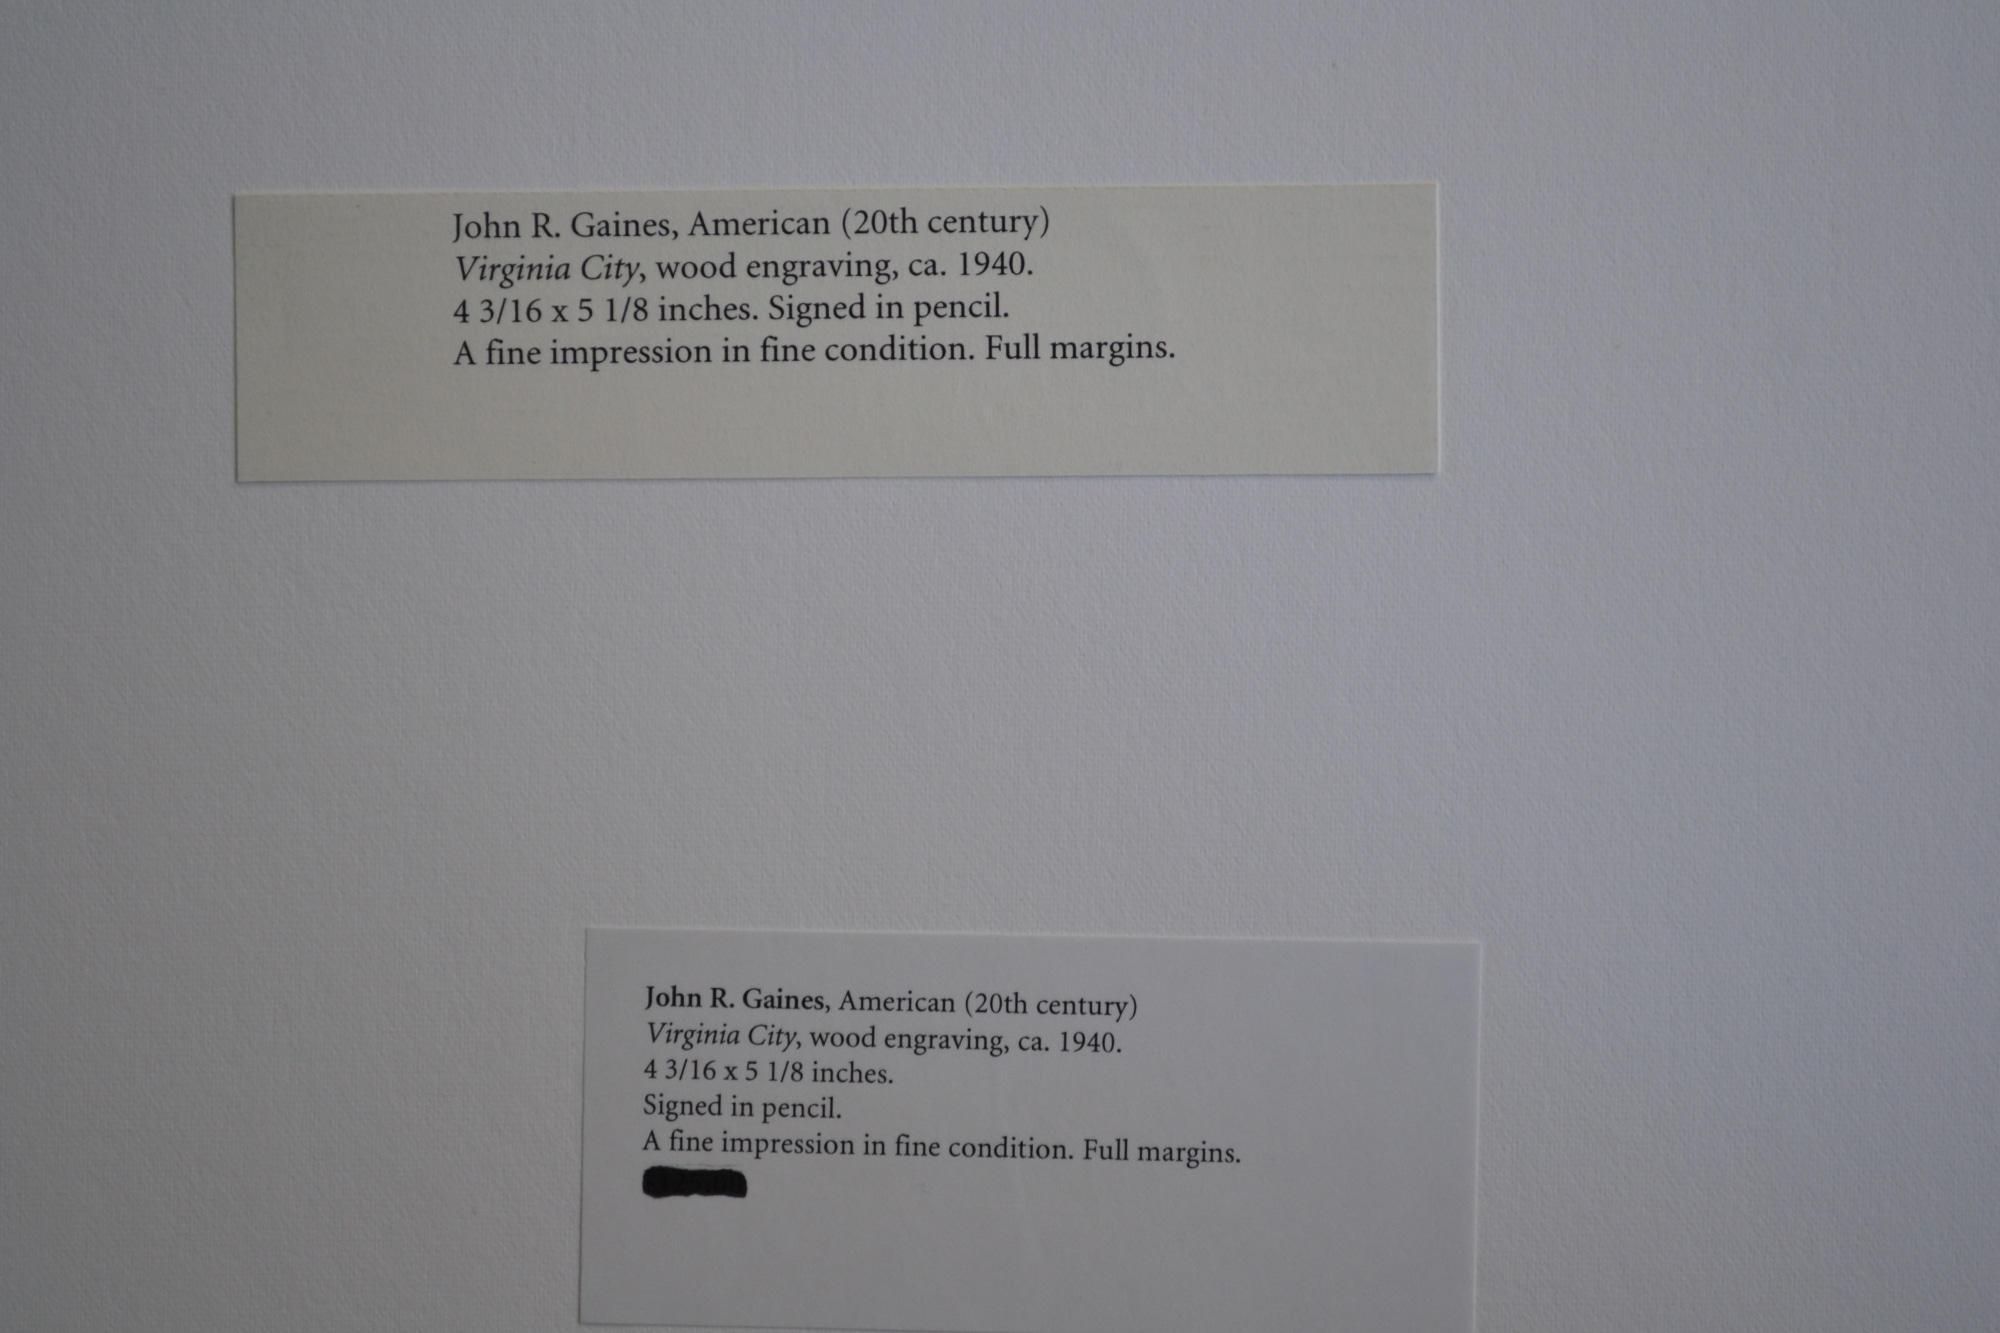 John R. Gaines, American (20th century)
Virginia City, wood engraving, ca. 1940.
4 3/16 x 5 1/8 inches. Signed in pencil.
A fine impression in fine condition. Full margins.
John R. Gaines, American (20th century)
Virginia City, wood engraving, ca. 1940.
4 3/16 x 5 1/8 inches.
Signed in pencil.
A fine impression in fine condition. Full margins.